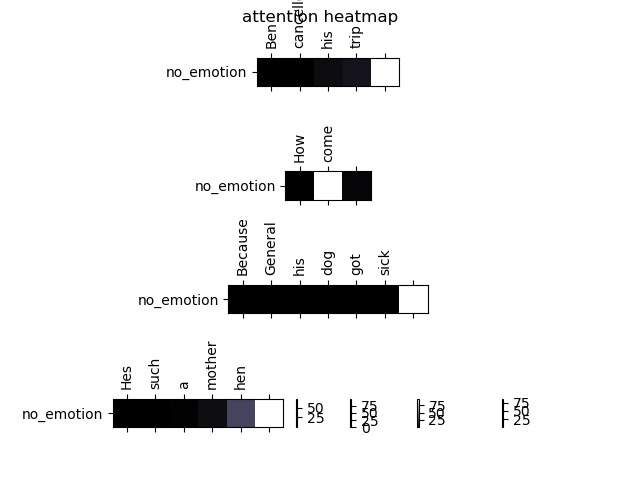 attention heatmap
Ben cancelled his trip
no_emotion
How come
no_emotion
Because General his dog got sick
no_emotion
Hes such a mother hen
no_emotion
50 25
75 50 25 0
75 50 25
75 50 25